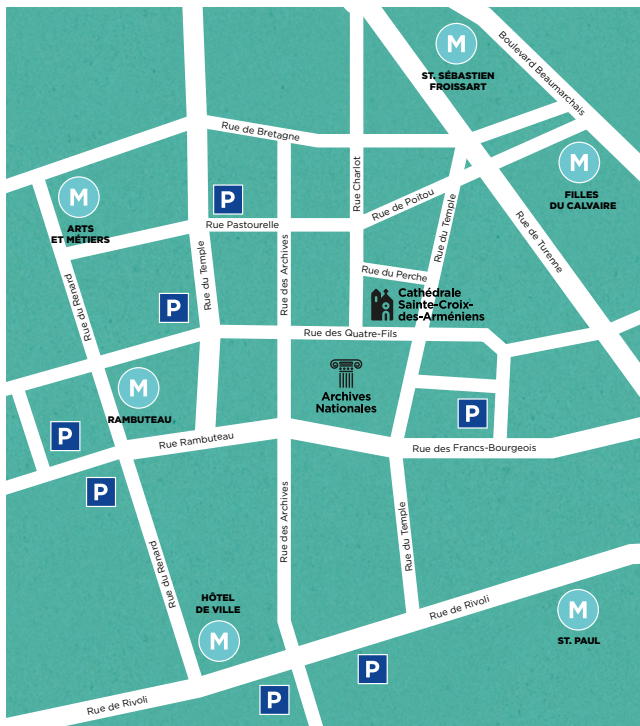 Boulevard Beaumarchais
M
ST. SÉBASTIEN
FROISSART
Rue de Bretagne
M
FILLES
DU CALVAIRE
M
ARTS
ET MÉTIERS
P
Rue Charlot
Rue de Poitou
Rue du Temple
Rue de Turenne
Rue Pastourelle
Rue du Temple
Rue des Archives
Rue du Perche
Rue du Renard
P
Cathédrale
Sainte-Croix-
des-Arméniens
Rue des Quatre-Fils
M
RAMBUTEAU
Archives
Nationales
P
P
Rue Rambuteau
Rue des Francs-Bourgeois
P
Rue des Archives
Rue du Temple
Rue du Renard
HÔTEL
DE VILLE
M
Rue de Rivoli
M
ST. PAUL
P
P
Rue de Rivoli